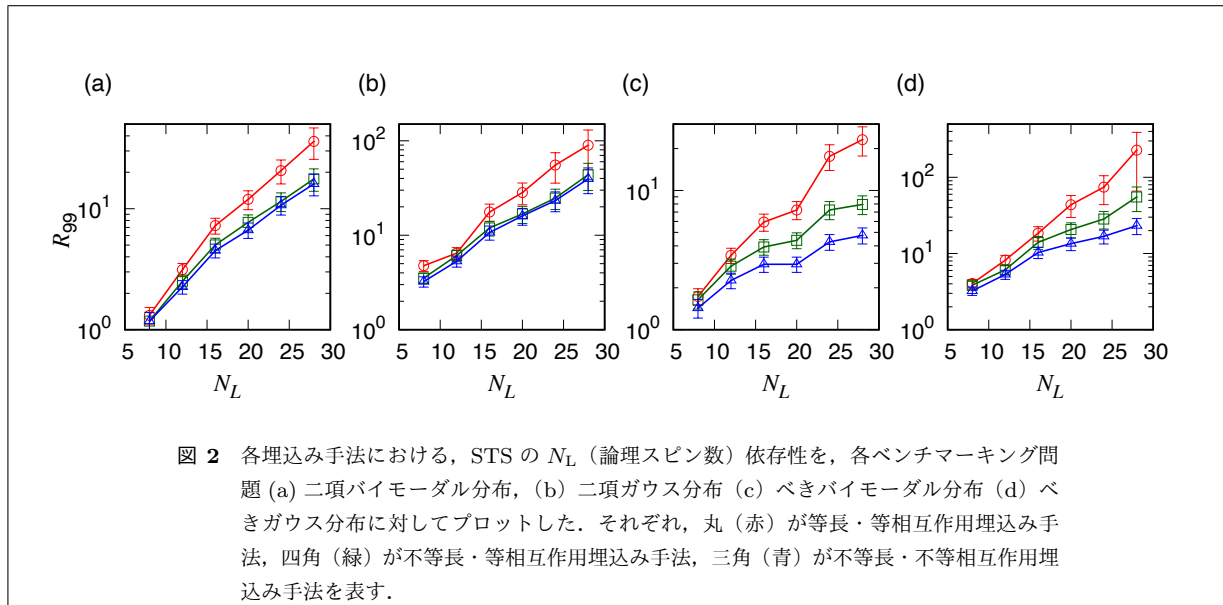 (a) (b) (c) (d)
R99
10^1
10^0
5 10 15 20 25 30
N_L
10^2
10^1
10^0
5 10 15 20 25 30
N_L
10^1
10^0
5 10 15 20 25 30
N_L
10^2
10^1
10^0
5 10 15 20 25 30
N_L
図 2 各埋込み手法における，STS の N_L（論理スピン数）依存性を，各ベンチマーキング問
題 (a) 二項バイモーダル分布，（b）二項ガウス分布（c）べきバイモーダル分布（d）べ
きガウス分布に対してプロットした．それぞれ，丸（赤）が等長・等相互作用埋込み手
法，四角（緑）が不等長・等相互作用埋込み手法，三角（青）が不等長・不等相互作用埋
込み手法を表す．